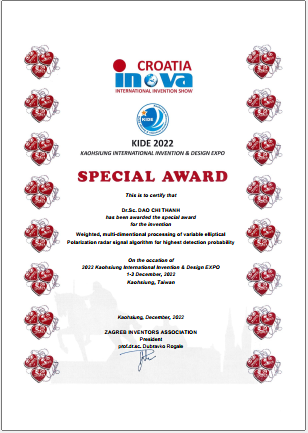 CROATIA
inova
INTERNATIONAL INVENTION SHOW
KIDE
KIDE 2022
KAOHSIUNG INTERNATIONAL INVENTION & DESIGN EXPO
SPECIAL AWARD
This is to certify that
Dr.Sc. DAO CHI THANH
has been awarded the special award
for the invention
Weighted, multi-dimentional processing of variable elliptical
Polarization radar signal algorithm for highest detection probability
On the occation of
2022 Kaohsiung International Invention & Design EXPO
1-3 December, 2022
Kaohsiung, Taiwan
Kaohsiung, December, 2022
ZAGREB INVENTORS ASSOCIATION
President
prof.dr.sc. Dubravko Rogale